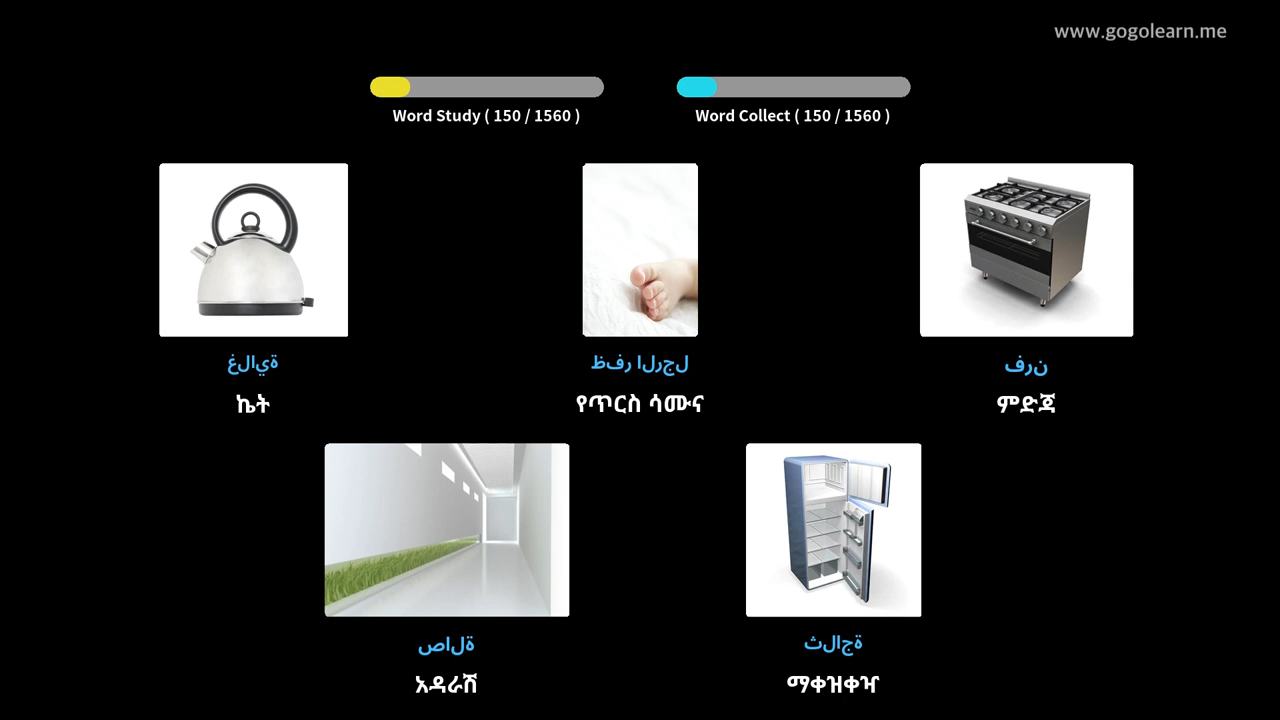 www.gogolearn.me
Word Study ( 150 / 1560 )
Word Collect ( 150 / 1560 )
غلاية
ظفر الرجل
فرن
ኬት
የጥርስ ሳሙና
ምድጃ
صالة
ثلاجة
አዳራሽ
ማቀዝቀዣ